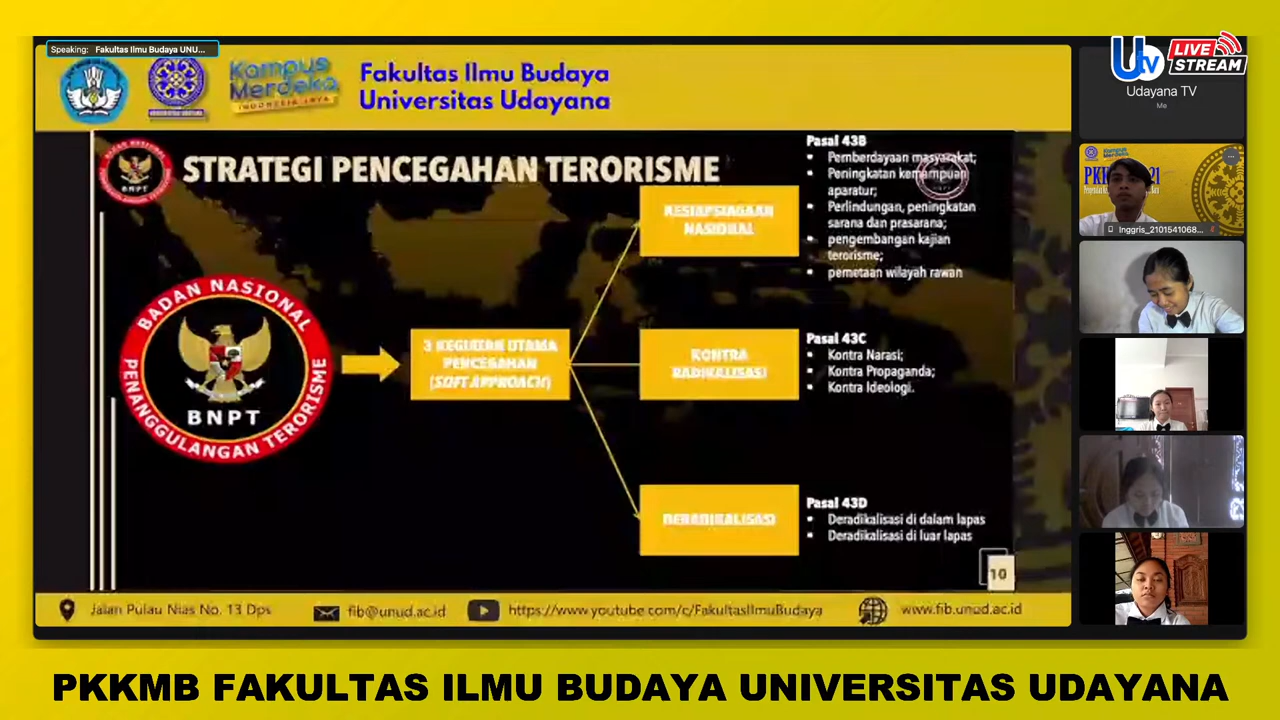 Speaking: Fakultas Ilmu Budaya UNU...
Kampus
Merdeka
INDONESIA JAYA
Fakultas Ilmu Budaya
Universitas Udayana
U tv
LIVE
STREAM
Udayana TV
Me
STRATEGI PENCEGAHAN TERORISME
BNPT
BADAN NASIONAL
PENANGGULANGAN TERORISME
BNPT
3 KEGIATAN UTAMA
PENCEGAHAN
(SOFT APPROACH)
KESIAPSIAGAAN
NASIONAL
Pasal 43B
Pemberdayaan masyarakat;
Peningkatan kemampuan
aparatur;
Perlindungan, peningkatan
sarana dan prasarana;
pengembangan kajian
terorisme;
pemetaan wilayah rawan
KONTRA
RADIKALISASI
Pasal 43C
Kontra Narasi;
Kontra Propaganda;
Kontra Ideologi.
DERADIKALISASI
Pasal 43D
Deradikalisasi di dalam lapas
Deradikalisasi di luar lapas
10
Inggris_2101541068...
Jalan Pulau Nias No. 13 Dps
fib@unud.ac.id
https://www.youtube.com/c/FakultasIlmuBudaya
www.fib.unud.ac.id
PKKMB FAKULTAS ILMU BUDAYA UNIVERSITAS UDAYANA